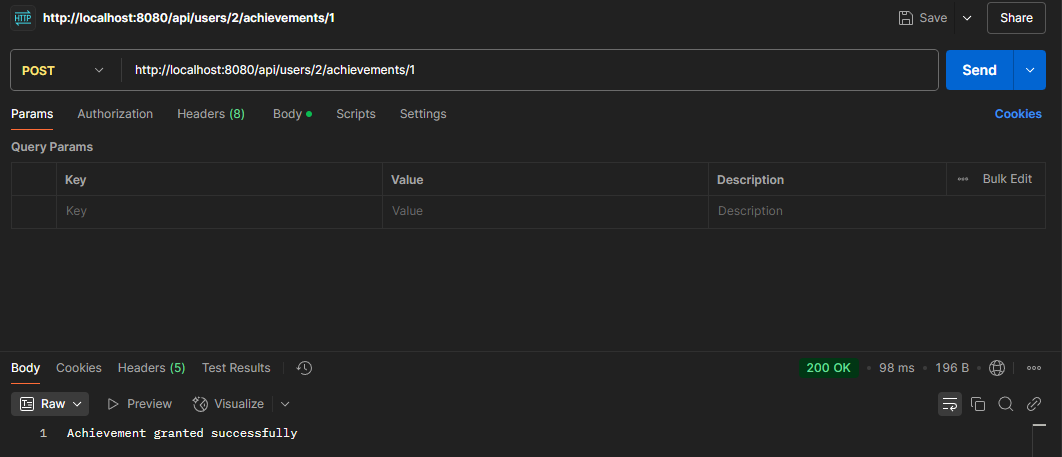 HTTP http://localhost:8080/api/users/2/achievements/1 Save Share
POST http://localhost:8080/api/users/2/achievements/1 Send
Params Authorization Headers (8) Body Scripts Settings Cookies
Query Params
Key Value Description Bulk Edit
Key Value Description
Body Cookies Headers (5) Test Results 200 OK 98 ms 196 B
Raw Preview Visualize
1 Achievement granted successfully